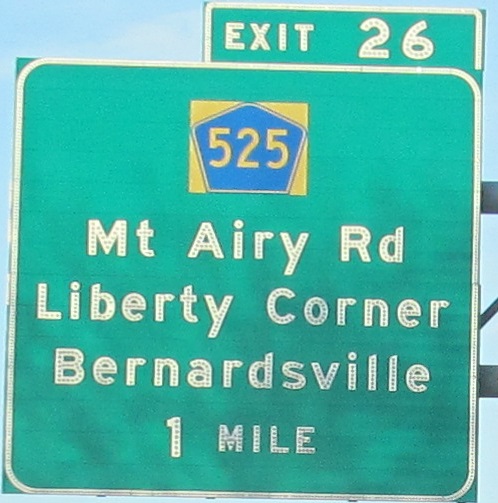 EXIT 26
525
Mt Airy Rd
Liberty Corner
Bernardsville
1 MILE